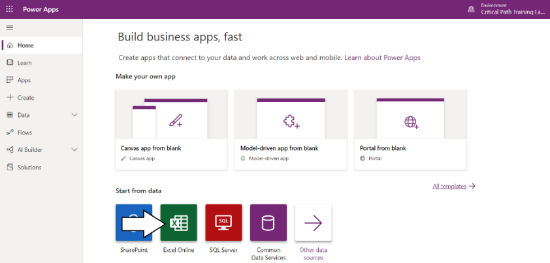 Power Apps
Environment
Critical Path Training La...
Home
Learn
Apps
Create
Data
Flows
AI Builder
Solutions
Build business apps, fast
Create apps that connect to your data and work across web and mobile. Learn about Power Apps
Make your own app
Canvas app from blank
Canvas app
Model-driven app from blank
Model-driven app
Portal from blank
Portal
Start from data
All templates
SQL
SharePoint
Excel Online
SQL Server
Common Data Services
Other data sources